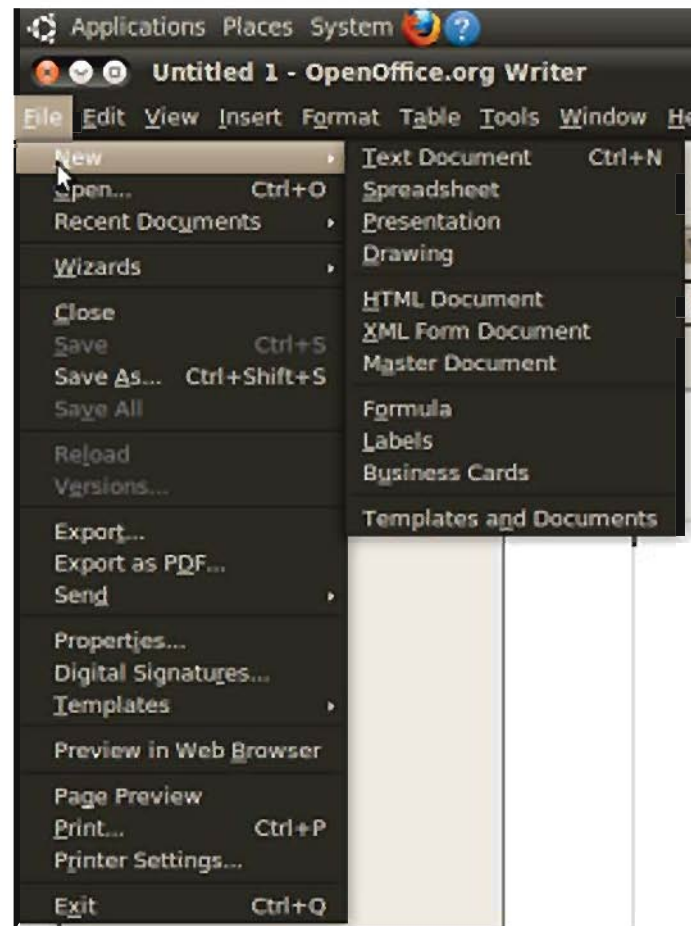 Applications Places System
Untitled 1 - OpenOffice.org Writer
File Edit View Insert Format Table Tools Window He
New
Open... Ctrl+O
Recent Documents
Wizards
Close
Save Ctrl+S
Save As... Ctrl+Shift+S
Save All
Reload
Versions...
Export...
Export as PDF...
Send
Properties...
Digital Signatures...
Templates
Preview in Web Browser
Page Preview
Print... Ctrl+P
Printer Settings...
Exit Ctrl+Q
Text Document Ctrl+N
Spreadsheet
Presentation
Drawing
HTML Document
XML Form Document
Master Document
Formula
Labels
Business Cards
Templates and Documents